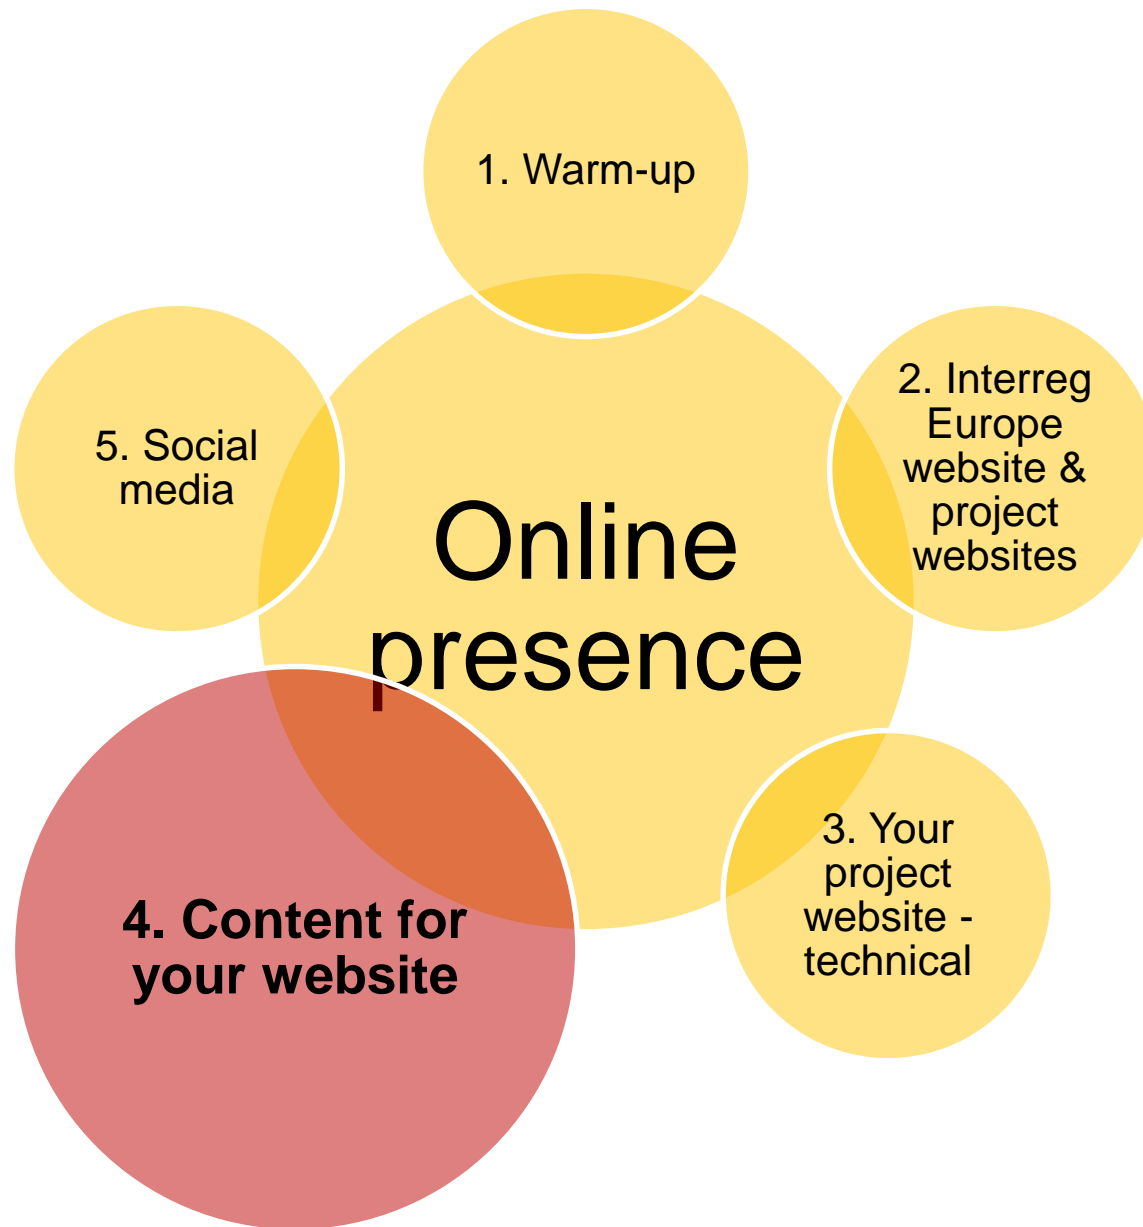 1. Warm-up
2. Interreg
Europe
website &
project
websites
5. Social
media
Online
presence
3. Your
project
website -
technical
4. Content for
your website